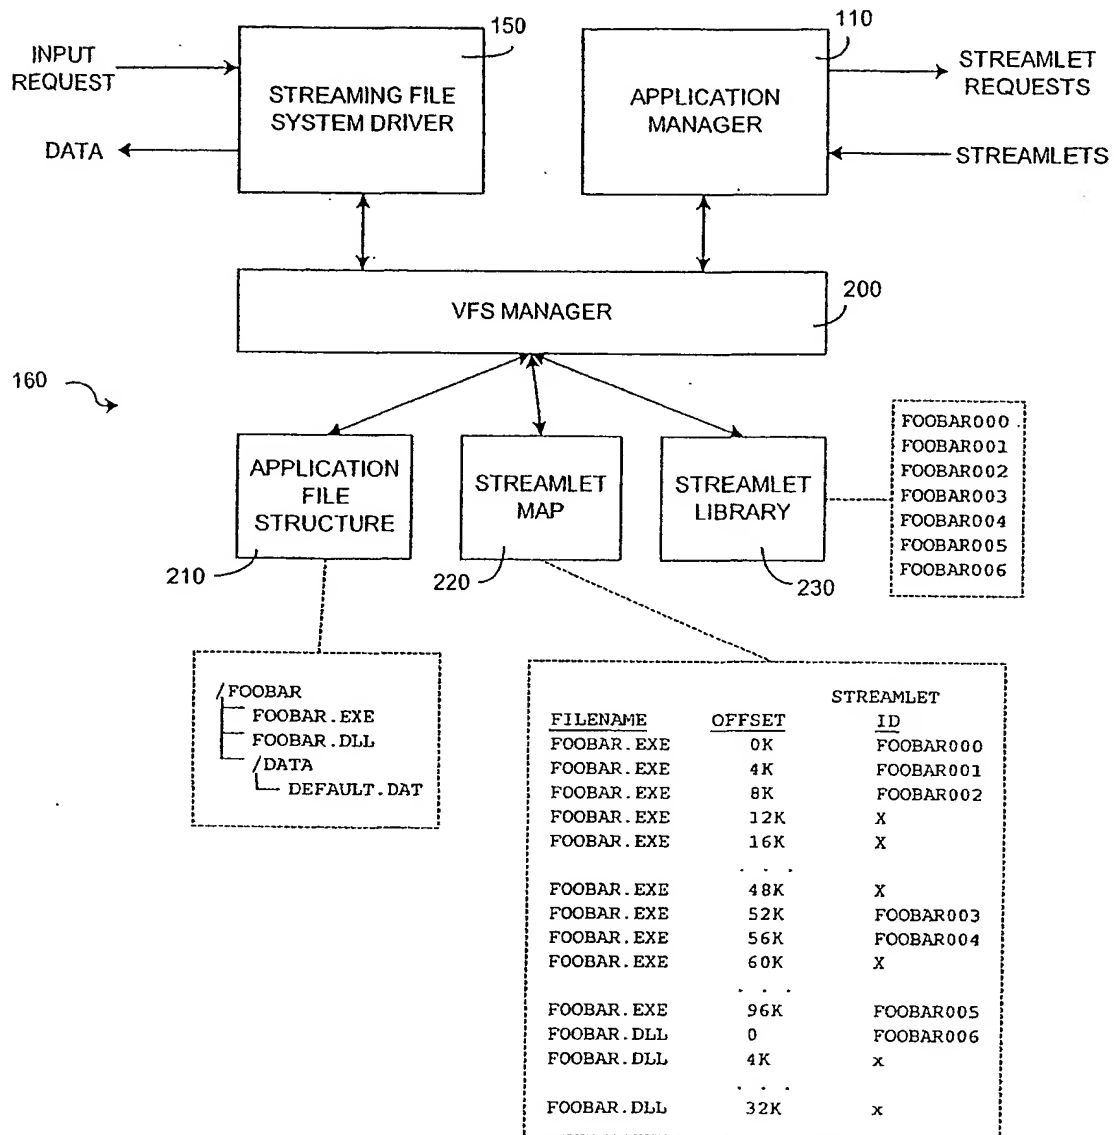 150
110
INPUT
REQUEST
STREAMING FILE
SYSTEM DRIVER
APPLICATION
MANAGER
STREAMLET
REQUESTS
DATA
STREAMLETS
VFS MANAGER
200
160
APPLICATION
FILE
STRUCTURE
STREAMLET
MAP
STREAMLET
LIBRARY
FOOBAR000
FOOBAR001
FOOBAR002
FOOBAR003
FOOBAR004
FOOBAR005
FOOBAR006
210
220
230
/FOOBAR
FOOBAR.EXE
FOOBAR.DLL
/DATA
DEFAULT.DAT
STREAMLET
FILENAME OFFSET ID
FOOBAR.EXE 0K FOOBAR000
FOOBAR.EXE 4K FOOBAR001
FOOBAR.EXE 8K FOOBAR002
FOOBAR.EXE 12K X
FOOBAR.EXE 16K X
. . .
FOOBAR.EXE 48K X
FOOBAR.EXE 52K FOOBAR003
FOOBAR.EXE 56K FOOBAR004
FOOBAR.EXE 60K X
. . .
FOOBAR.EXE 96K FOOBAR005
FOOBAR.DLL 0 FOOBAR006
FOOBAR.DLL 4K x
. . .
FOOBAR.DLL 32K x